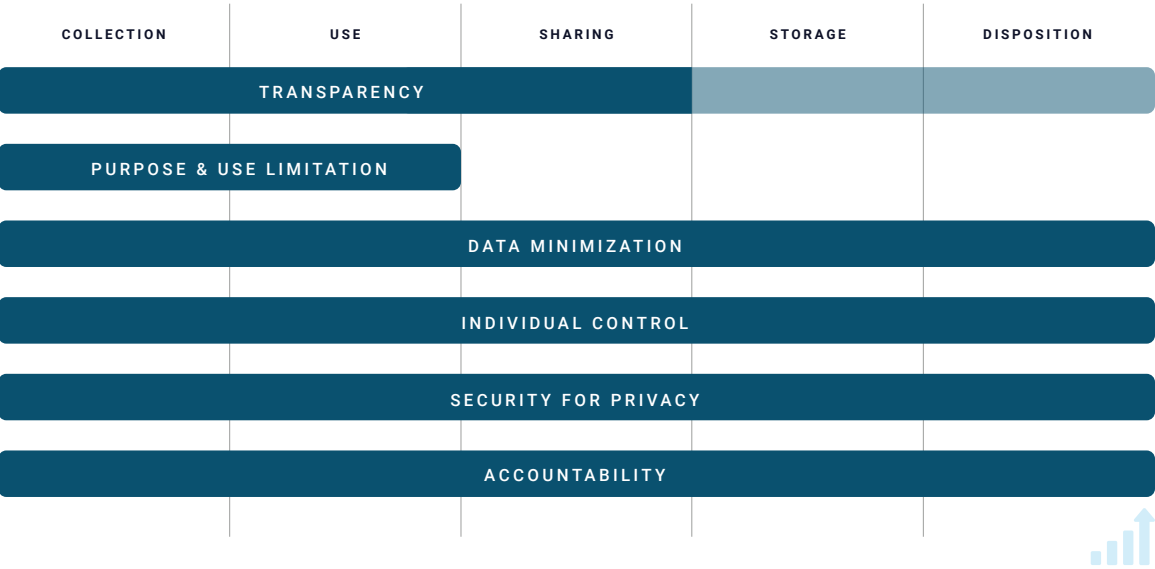 COLLECTION USE SHARING STORAGE DISPOSITION
TRANSPARENCY
PURPOSE & USE LIMITATION
DATA MINIMIZATION
INDIVIDUAL CONTROL
SECURITY FOR PRIVACY
ACCOUNTABILITY